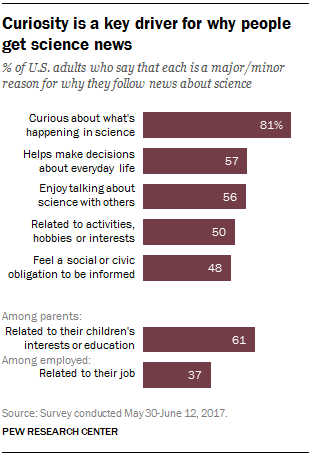 Curiosity is a key driver for why people
get science news
% of U.S. adults who say that each is a major/minor
reason for why they follow news about science
Curious about what's
happening in science
81%
Helps make decisions
about everyday life
57
Enjoy talking about
science with others
56
Related to activities,
hobbies or interests
50
Feel a social or civic
obligation to be informed
48
Among parents:
Related to their children's
interests or education
61
Among employed:
Related to their job
37
Source: Survey conducted May 30-June 12, 2017.
PEW RESEARCH CENTER